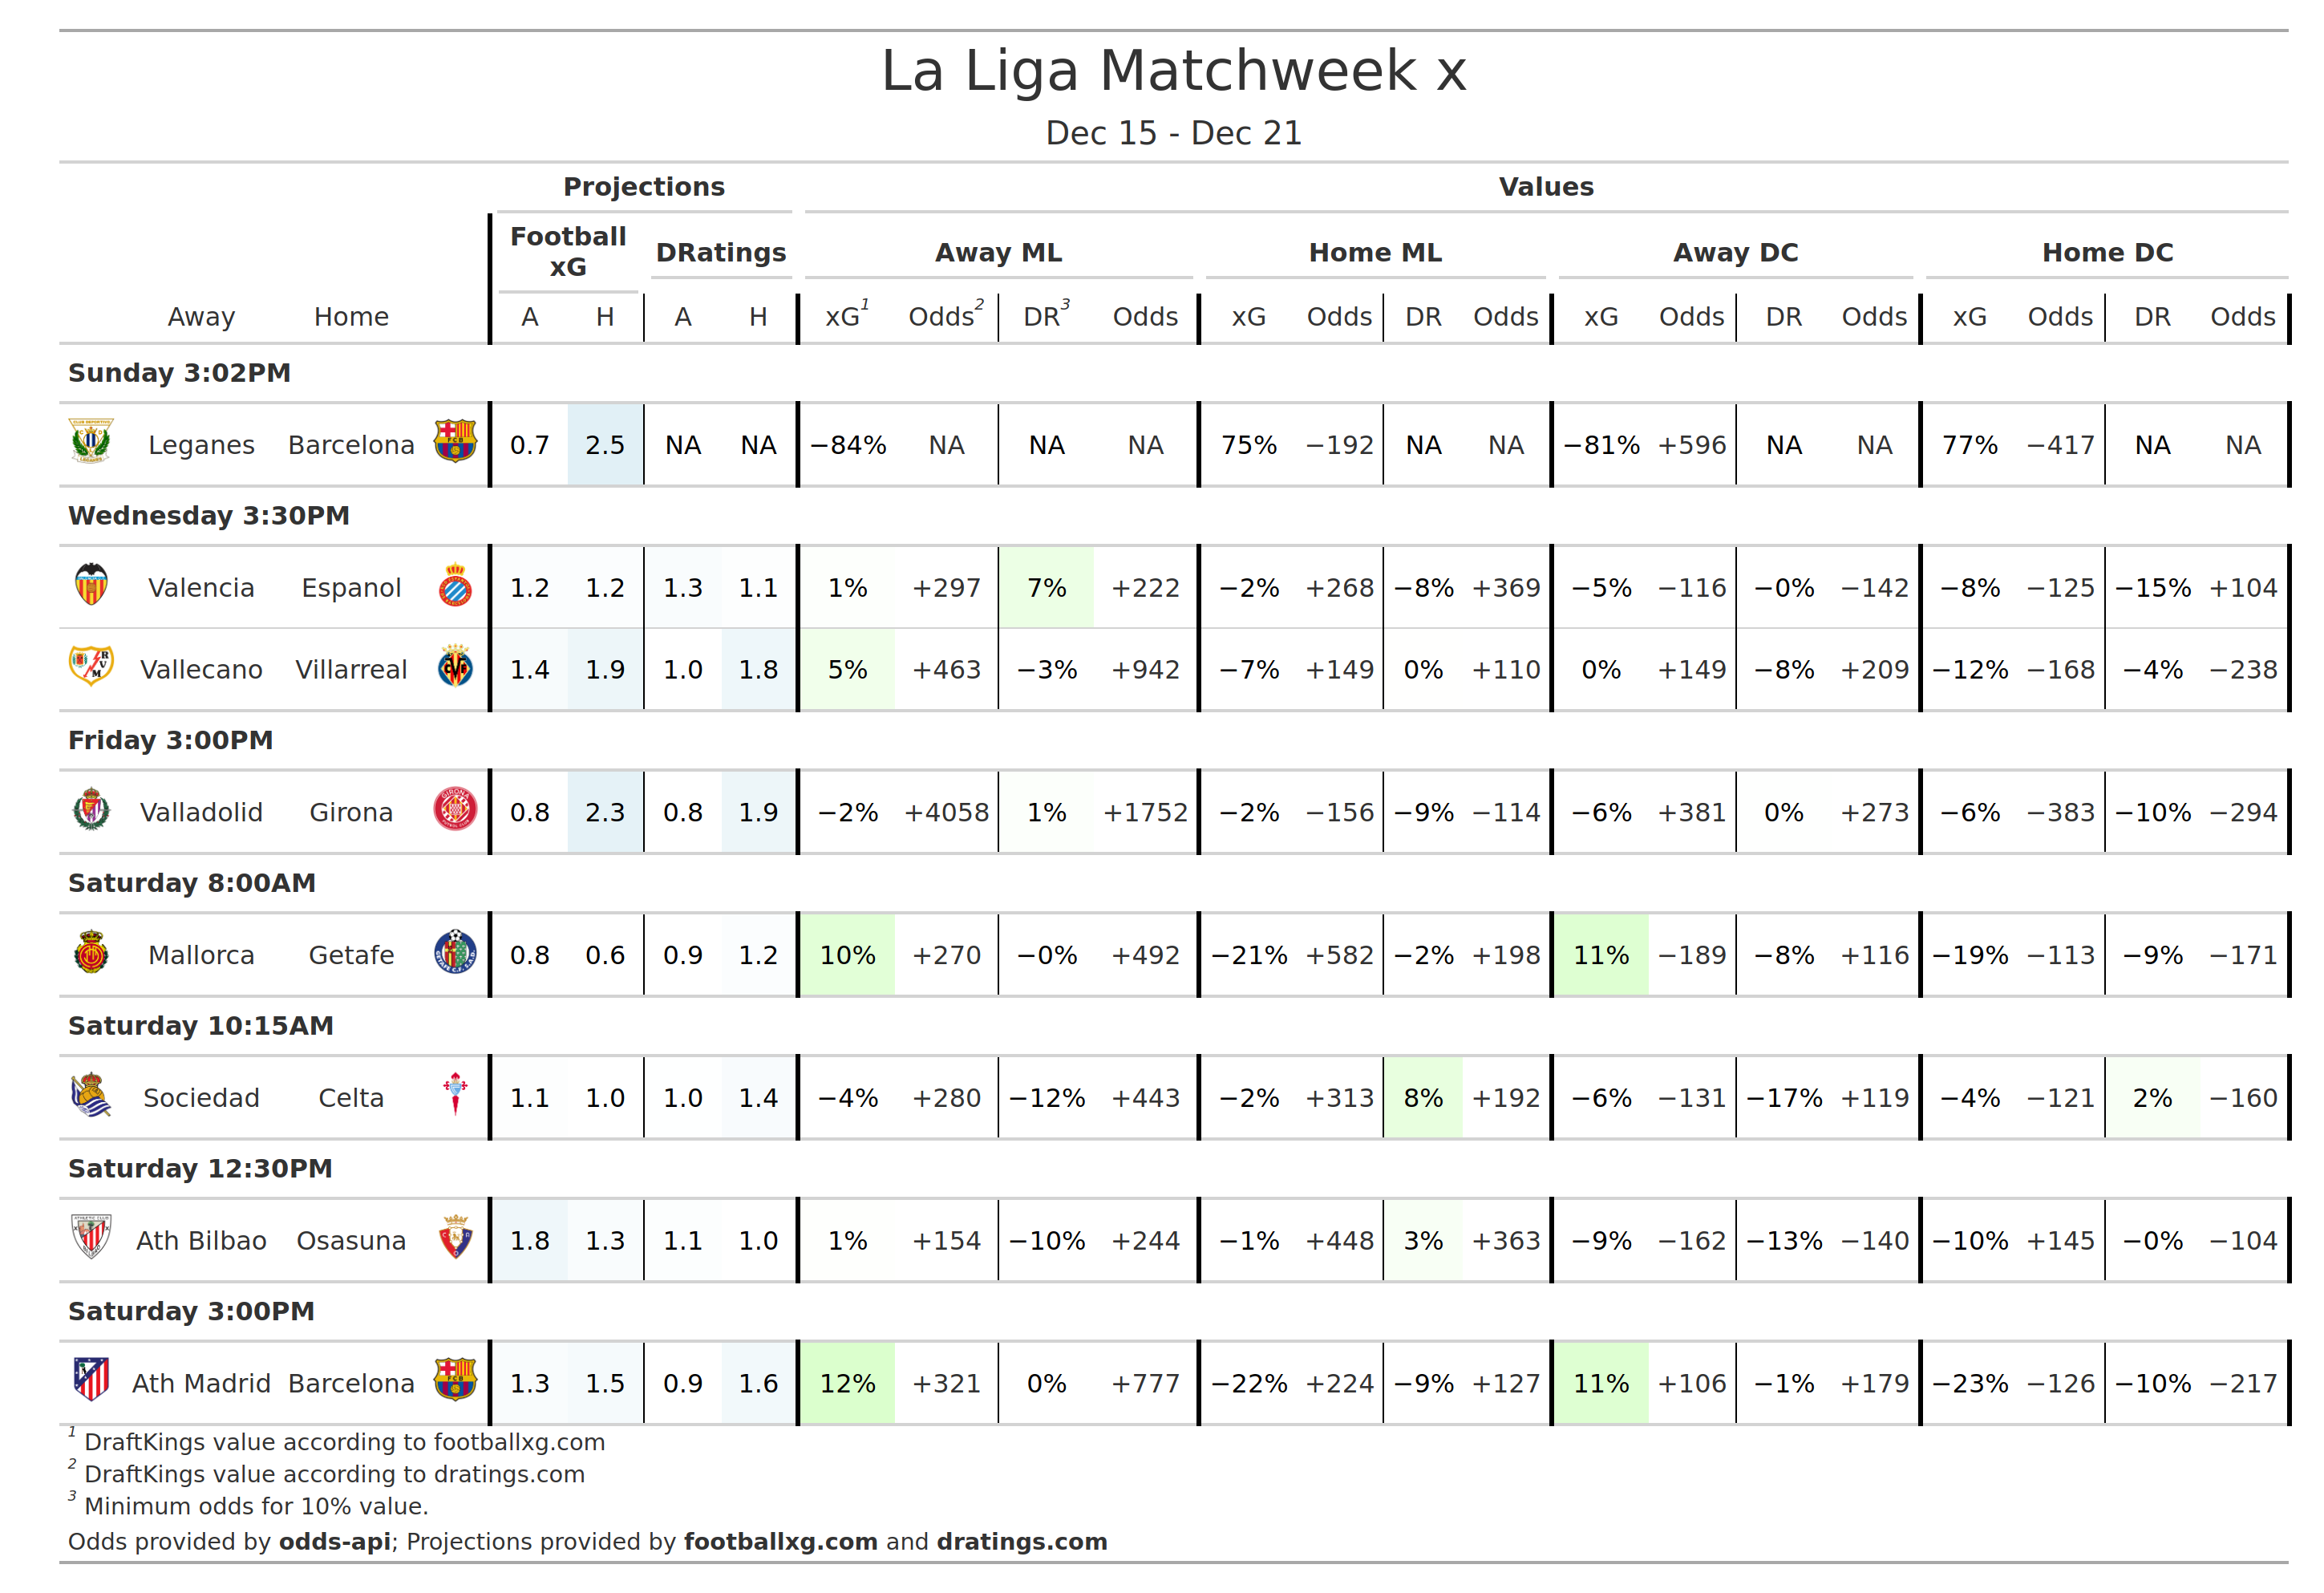 La Liga Matchweek x
Dec 15 - Dec 21
Projections Values
Football xG DRatings Away ML Home ML Away DC Home DC
Away Home A H A H xG1 Odds2 DR3 Odds xG Odds DR Odds xG Odds DR Odds xG Odds DR Odds
Sunday 3:02PM
Leganes Barcelona 0.7 2.5 NA NA −84% NA NA NA 75% −192 NA NA −81% +596 NA NA 77% −417 NA NA
Wednesday 3:30PM
Valencia Espanol 1.2 1.2 1.3 1.1 1% +297 7% +222 −2% +268 −8% +369 −5% −116 −0% −142 −8% −125 −15% +104
Vallecano Villarreal 1.4 1.9 1.0 1.8 5% +463 −3% +942 −7% +149 0% +110 0% +149 −8% +209 −12% −168 −4% −238
Friday 3:00PM
Valladolid Girona 0.8 2.3 0.8 1.9 −2% +4058 1% +1752 −2% −156 −9% −114 −6% +381 0% +273 −6% −383 −10% −294
Saturday 8:00AM
Mallorca Getafe 0.8 0.6 0.9 1.2 10% +270 −0% +492 −21% +582 −2% +198 11% −189 −8% +116 −19% −113 −9% −171
Saturday 10:15AM
Sociedad Celta 1.1 1.0 1.0 1.4 −4% +280 −12% +443 −2% +313 8% +192 −6% −131 −17% +119 −4% −121 2% −160
Saturday 12:30PM
Ath Bilbao Osasuna 1.8 1.3 1.1 1.0 1% +154 −10% +244 −1% +448 3% +363 −9% −162 −13% −140 −10% +145 −0% −104
Saturday 3:00PM
Ath Madrid Barcelona 1.3 1.5 0.9 1.6 12% +321 0% +777 −22% +224 −9% +127 11% +106 −1% +179 −23% −126 −10% −217
1 DraftKings value according to footballxg.com
2 DraftKings value according to dratings.com
3 Minimum odds for 10% value.
Odds provided by odds-api; Projections provided by footballxg.com and dratings.com